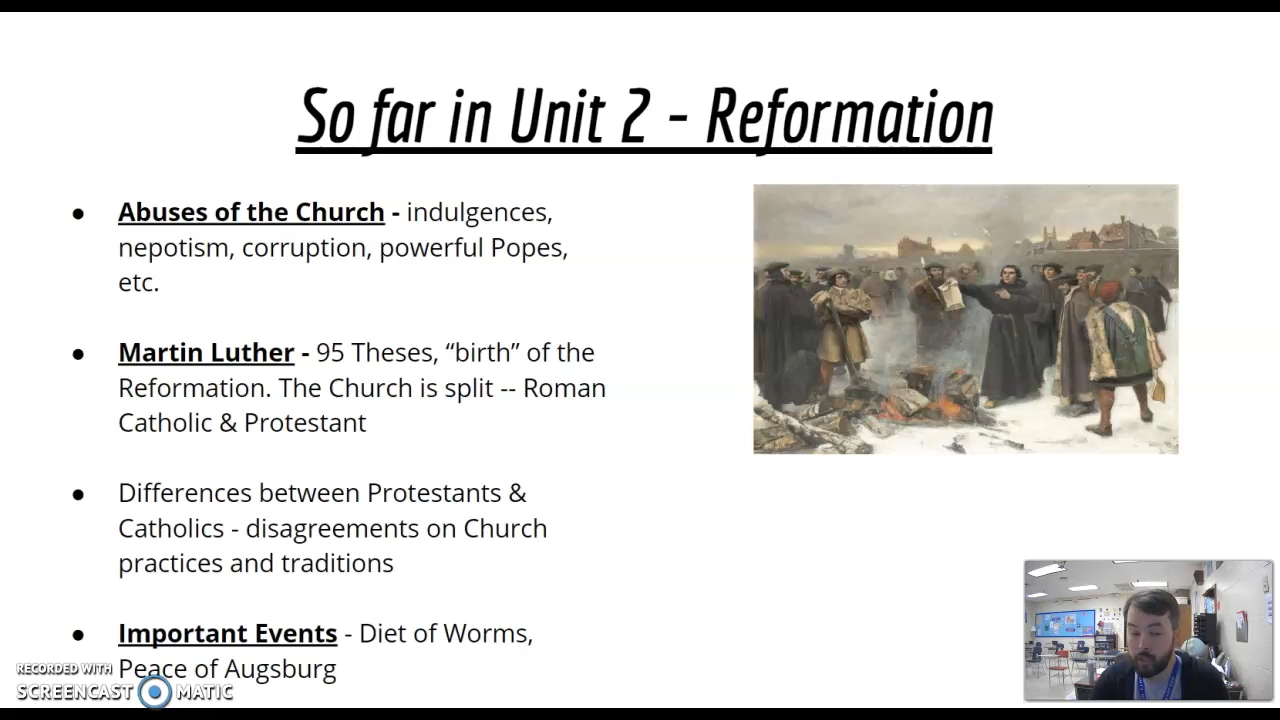 So far in Unit 2 - Reformation
● Abuses of the Church - indulgences,
nepotism, corruption, powerful Popes,
etc.
● Martin Luther - 95 Theses, “birth” of the
Reformation. The Church is split -- Roman
Catholic & Protestant
● Differences between Protestants &
Catholics - disagreements on Church
practices and traditions
● Important Events - Diet of Worms,
Peace of Augsburg
RECORDED WITH
SCREENCAST MATIC